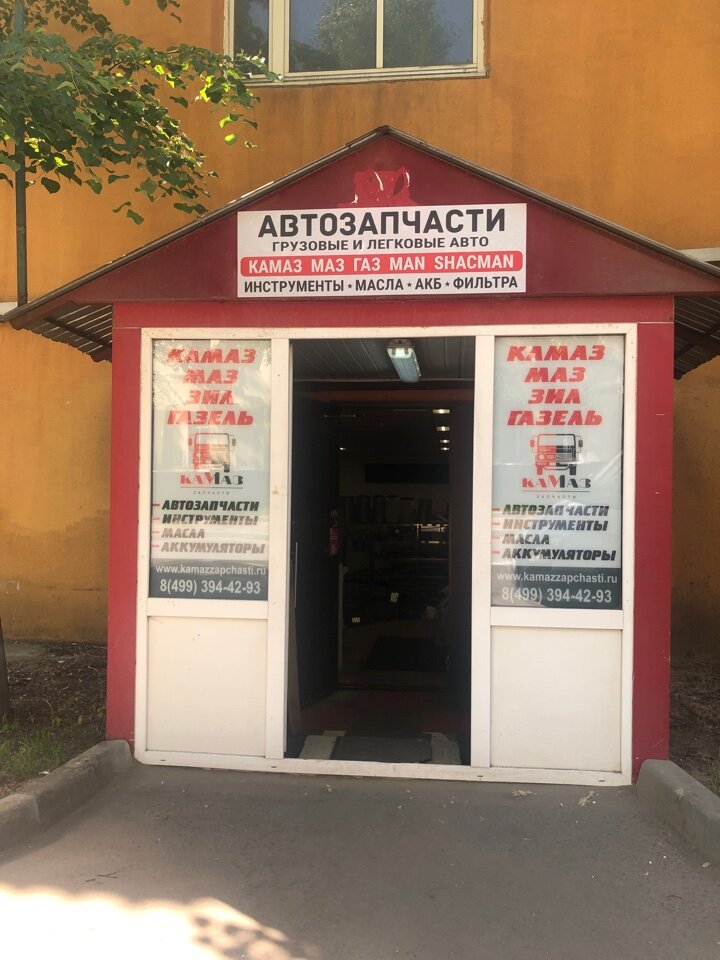 АВТОЗАПЧАСТИ
ГРУЗОВЫЕ И ЛЕГКОВЫЕ АВТО
КАМАЗ МАЗ ГАЗ MAN SHACMAN
ИНСТРУМЕНТЫ ⋆ МАСЛА ⋆ АКБ ⋆ ФИЛЬТРА
КАМАЗ
МАЗ
ЗИЛ
ГАЗЕЛЬ
КАМАЗ
ЗАПЧАСТИ
– АВТОЗАПЧАСТИ
– ИНСТРУМЕНТЫ
– МАСЛА
– АККУМУЛЯТОРЫ
www.kamazzapchasti.ru
8(499) 394-42-93
КАМАЗ
МАЗ
ЗИЛ
ГАЗЕЛЬ
КАМАЗ
ЗАПЧАСТИ
– АВТОЗАПЧАСТИ
– ИНСТРУМЕНТЫ
– МАСЛА
– АККУМУЛЯТОРЫ
www.kamazzapchasti.ru
8(499) 394-42-93